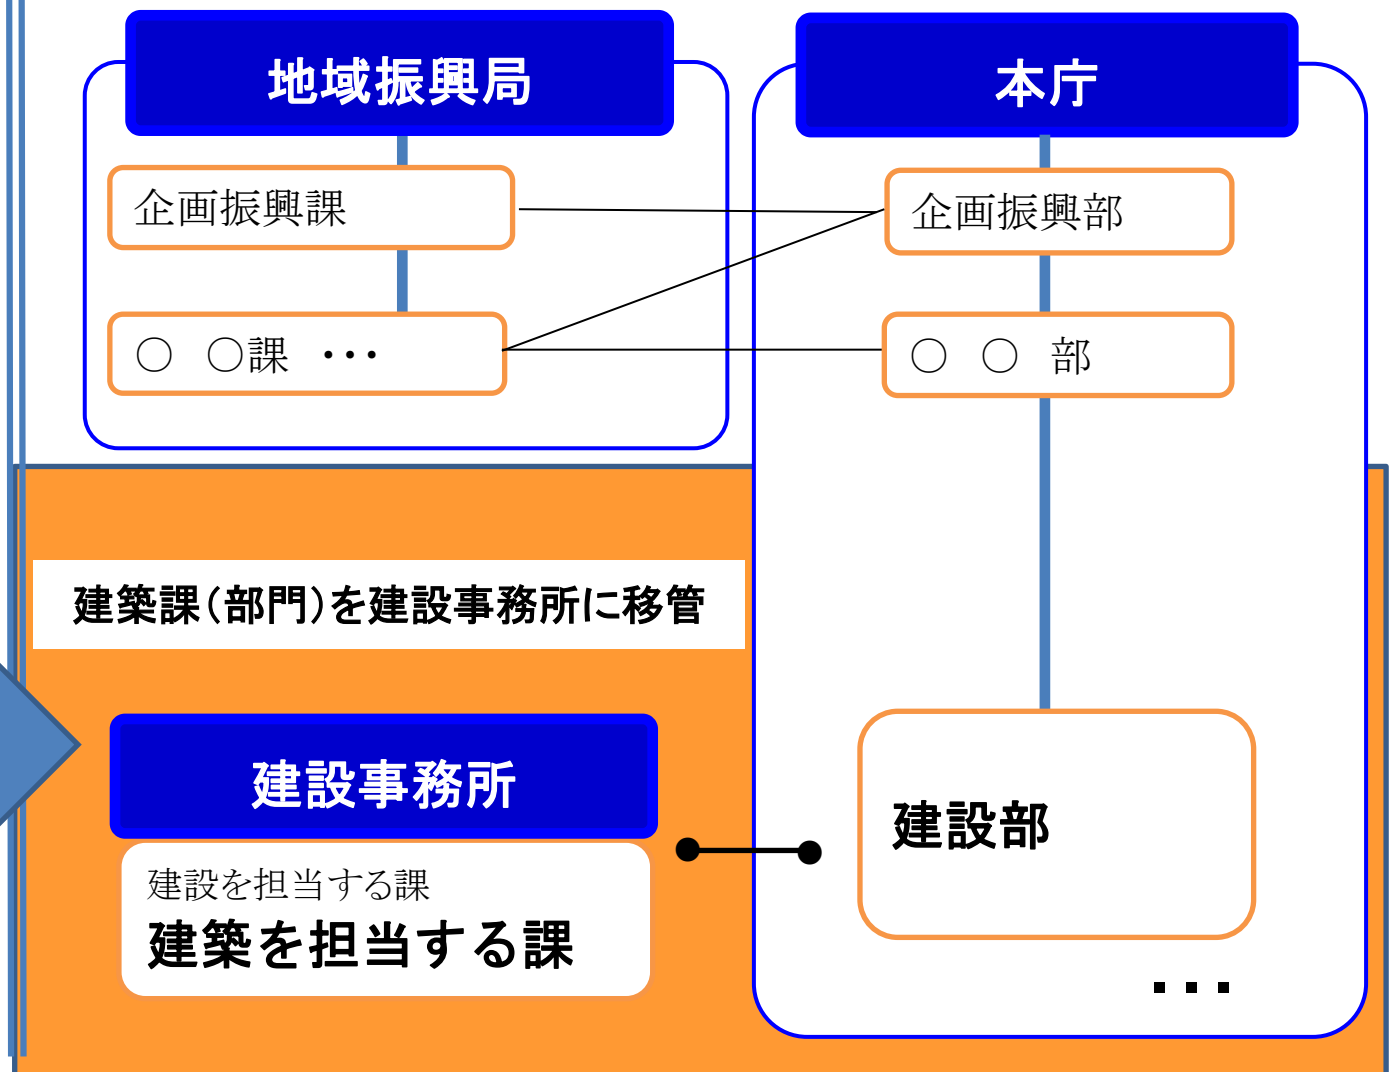 地域振興局
企画振興課
○ ○課 ・・・
本庁
企画振興部
○ ○ 部
建築課(部門)を建設事務所に移管
建設事務所
建設を担当する課
建築を担当する課
建設部
・・・